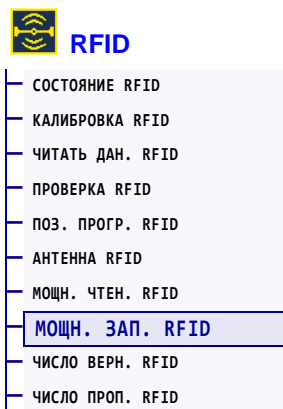 RFID
СОСТОЯНИЕ RFID
КАЛИБРОВКА RFID
ЧИТАТЬ ДАН. RFID
ПРОВЕРКА RFID
ПОЗ. ПРОГР. RFID
АНТЕННА RFID
МОЩН. ЧТЕН. RFID
МОЩН. ЗАП. RFID
ЧИСЛО ВЕРН. RFID
ЧИСЛО ПРОП. RFID